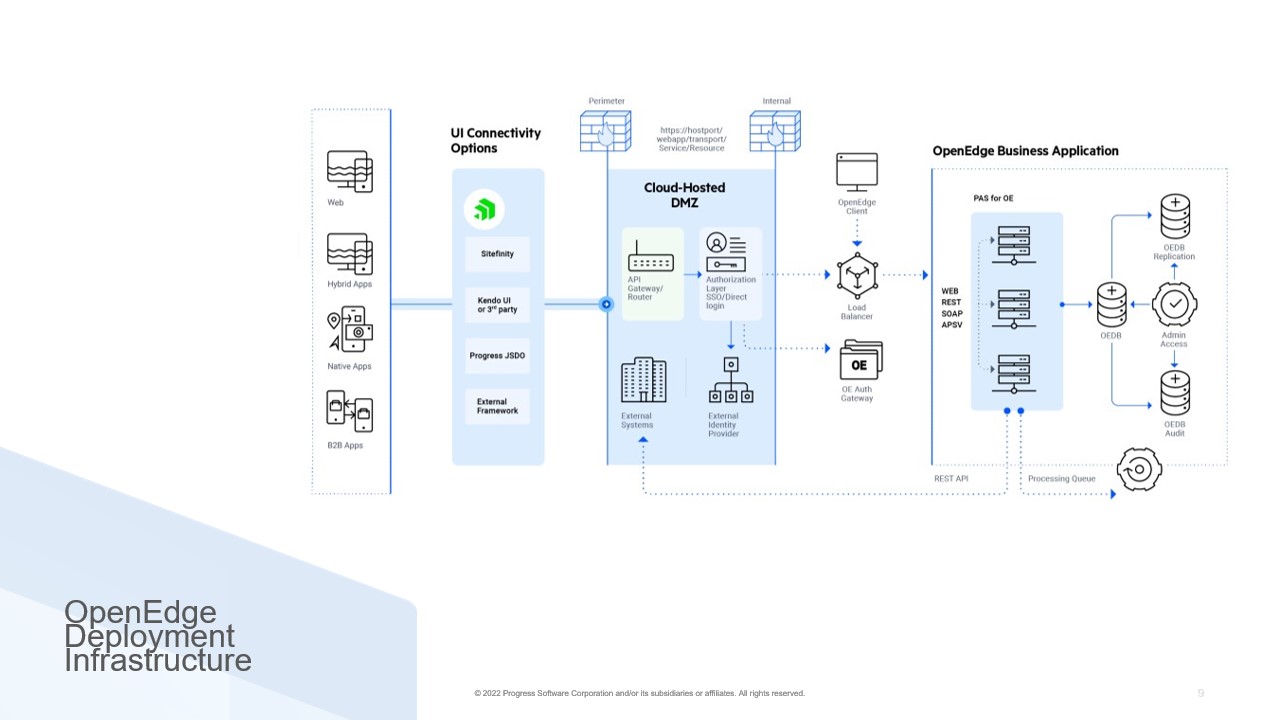 Perimeter
Internal
https://hostport/
webapp/transport/
Service/Resource
UI Connectivity
Options
OpenEdge Business Application
Web
Hybrid Apps
Native Apps
B2B Apps
Sitefinity
Kendo UI
or 3rd party
Progress JSDO
External
Framework
Cloud-Hosted
DMZ
API
Gateway/
Router
Authorization
Layer
SSO/Direct
login
External
Systems
External
Identity
Provider
OpenEdge
Client
Load
Balancer
OE
OE Auth
Gateway
PAS for OE
WEB
REST
SOAP
APSV
OEDB
Replication
OEDB
Admin
Access
OEDB
Audit
REST API
Processing Queue
OpenEdge
Deployment
Infrastructure
© 2022 Progress Software Corporation and/or its subsidiaries or affiliates. All rights reserved.
9